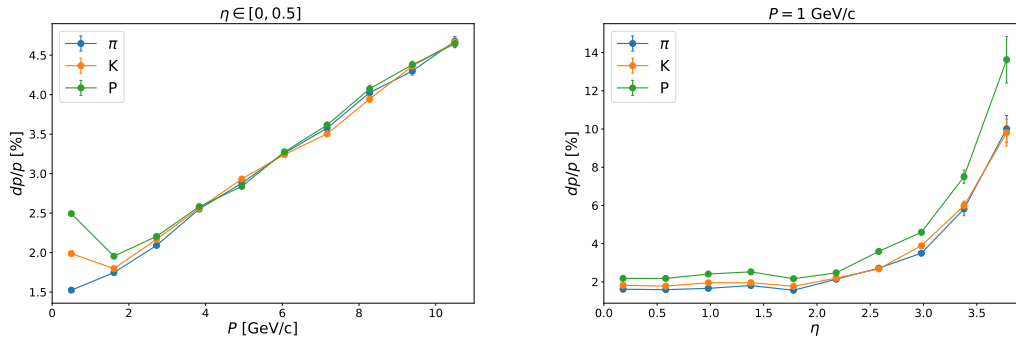 η ∈ [0, 0.5]
π
K
P
dp/p [%]
4.5
4.0
3.5
3.0
2.5
2.0
1.5
0 2 4 6 8 10
P [GeV/c]
P = 1 GeV/c
π
K
P
dp/p [%]
14
12
10
8
6
4
2
0.0 0.5 1.0 1.5 2.0 2.5 3.0 3.5
η